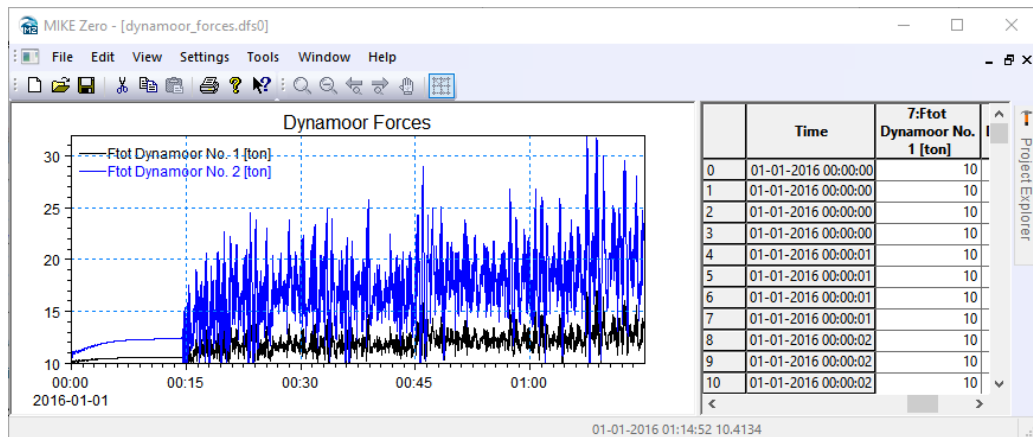 MIKE Zero - [dynamoor_forces.dfs0]
File Edit View Settings Tools Window Help
Dynamoor Forces
Ftot Dynamoor No. 1 [ton]
Ftot Dynamoor No. 2 [ton]
30
25
20
15
10
00:00 00:15 00:30 00:45 01:00
2016-01-01
Time 7:Ftot Dynamoor No. 1 [ton]
0 01-01-2016 00:00:00 10
1 01-01-2016 00:00:00 10
2 01-01-2016 00:00:00 10
3 01-01-2016 00:00:00 10
4 01-01-2016 00:00:01 10
5 01-01-2016 00:00:01 10
6 01-01-2016 00:00:01 10
7 01-01-2016 00:00:01 10
8 01-01-2016 00:00:02 10
9 01-01-2016 00:00:02 10
10 01-01-2016 00:00:02 10
Project Explorer
01-01-2016 01:14:52 10.4134